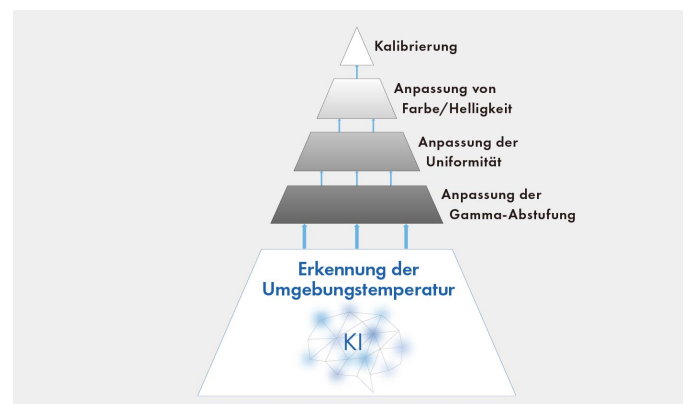 Kalibrierung
Anpassung von
Farbe/Helligkeit
Anpassung der
Uniformität
Anpassung der
Gamma-Abstufung
Erkennung der
Umgebungstemperatur
KI